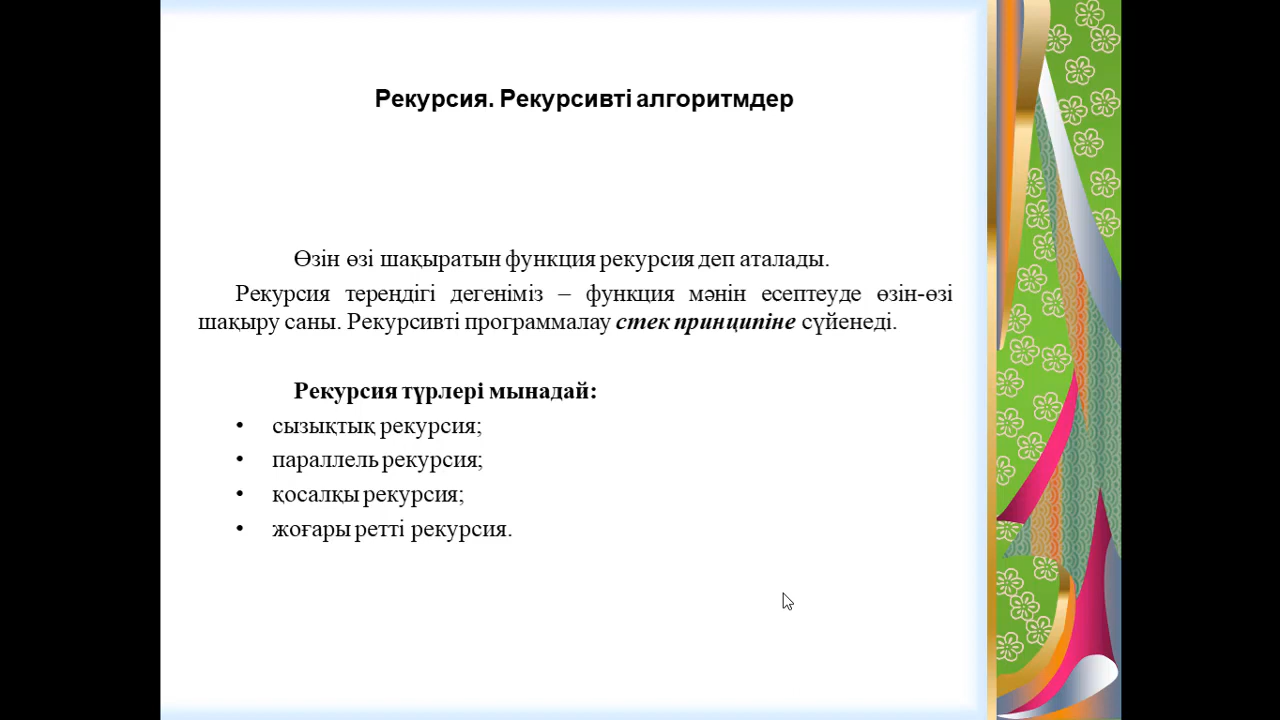 Рекурсия. Рекурсивті алгоритмдер
Өзін өзі шақыратын функция рекурсия деп аталады.
Рекурсия тереңдігі дегеніміз – функция мәнін есептеуде өзін-өзі
шақыру саны. Рекурсивті программалау стек принципіне сүйенеді.
Рекурсия түрлері мынадай:
• сызықтық рекурсия;
• параллель рекурсия;
• қосалқы рекурсия;
• жоғары ретті рекурсия.